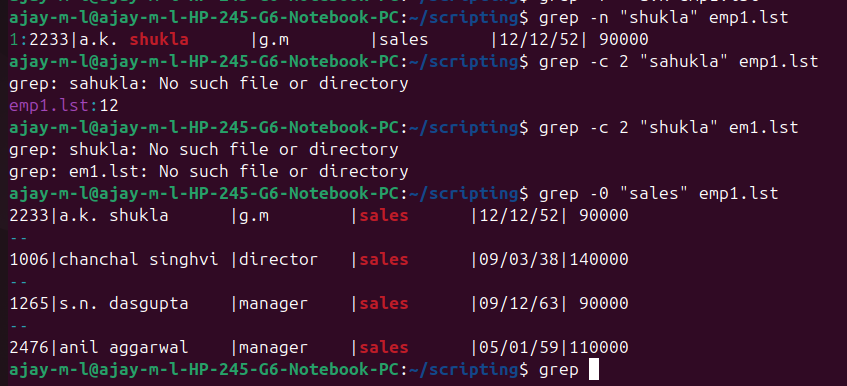 ajay-m-l@ajay-m-l-HP-245-G6-Notebook-PC:~/scripting$ grep -n "shukla" emp1.lst
1:2233|a.k. shukla      |g.m      |sales      |12/12/52| 90000
ajay-m-l@ajay-m-l-HP-245-G6-Notebook-PC:~/scripting$ grep -c 2 "sahukla" emp1.lst
grep: sahukla: No such file or directory
emp1.lst:12
ajay-m-l@ajay-m-l-HP-245-G6-Notebook-PC:~/scripting$ grep -c 2 "shukla" em1.lst
grep: shukla: No such file or directory
grep: em1.lst: No such file or directory
ajay-m-l@ajay-m-l-HP-245-G6-Notebook-PC:~/scripting$ grep -0 "sales" emp1.lst
2233|a.k. shukla      |g.m      |sales      |12/12/52| 90000
--
1006|chanchal singhvi |director   |sales      |09/03/38|140000
--
1265|s.n. dasgupta    |manager    |sales      |09/12/63| 90000
--
2476|anil aggarwal    |manager    |sales      |05/01/59|110000
ajay-m-l@ajay-m-l-HP-245-G6-Notebook-PC:~/scripting$ grep